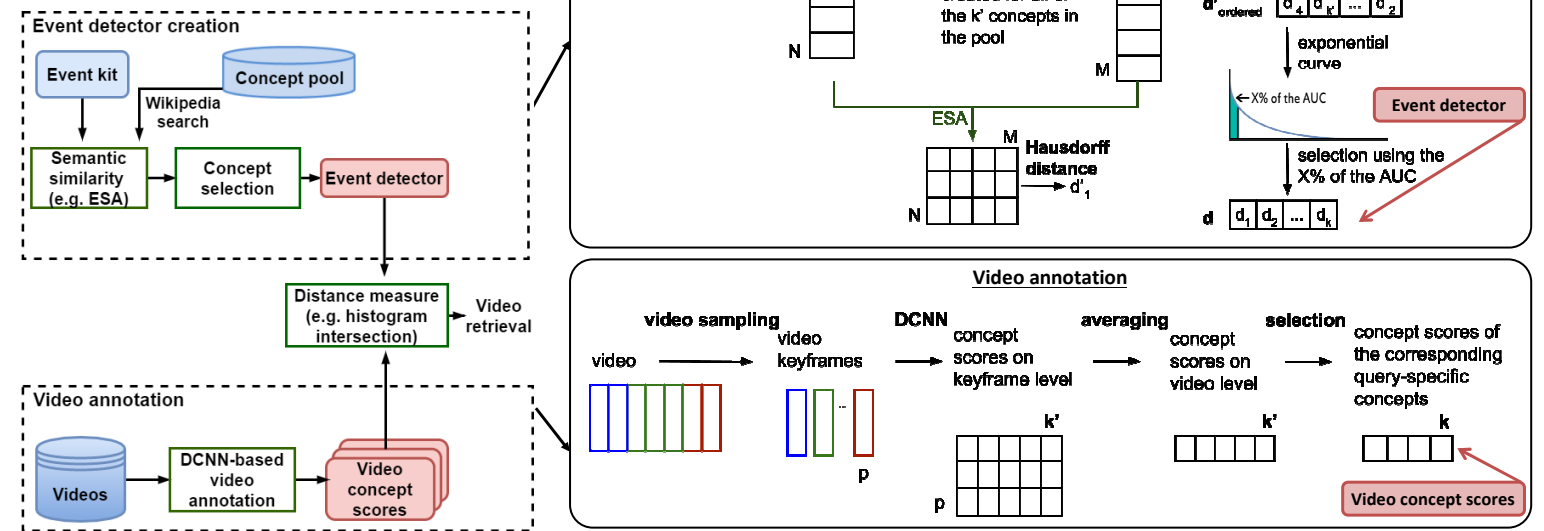 Event detector creation
Event kit
Concept pool
Wikipedia
search
Semantic
similarity
(e.g. ESA)
Concept
selection
Event detector
Distance measure
(e.g. histogram
intersection)
Video
retrieval
Video annotation
Videos
DCNN-based
video
annotation
Video
concept
scores
the k' concepts in
the pool
N
M
ESA
M
N
Hausdorff
distance
d'1
d'ordered
d4 dk' ... d2
exponential
curve
X% of the AUC
Event detector
selection using the
X% of the AUC
d
d1 d2 ... dk
Video annotation
video sampling
DCNN
averaging
selection
video
video
keyframes
concept
scores on
keyframe level
concept
scores on
video level
concept scores of
the corresponding
query-specific
concepts
...
p
k'
p
k'
k
Video concept scores